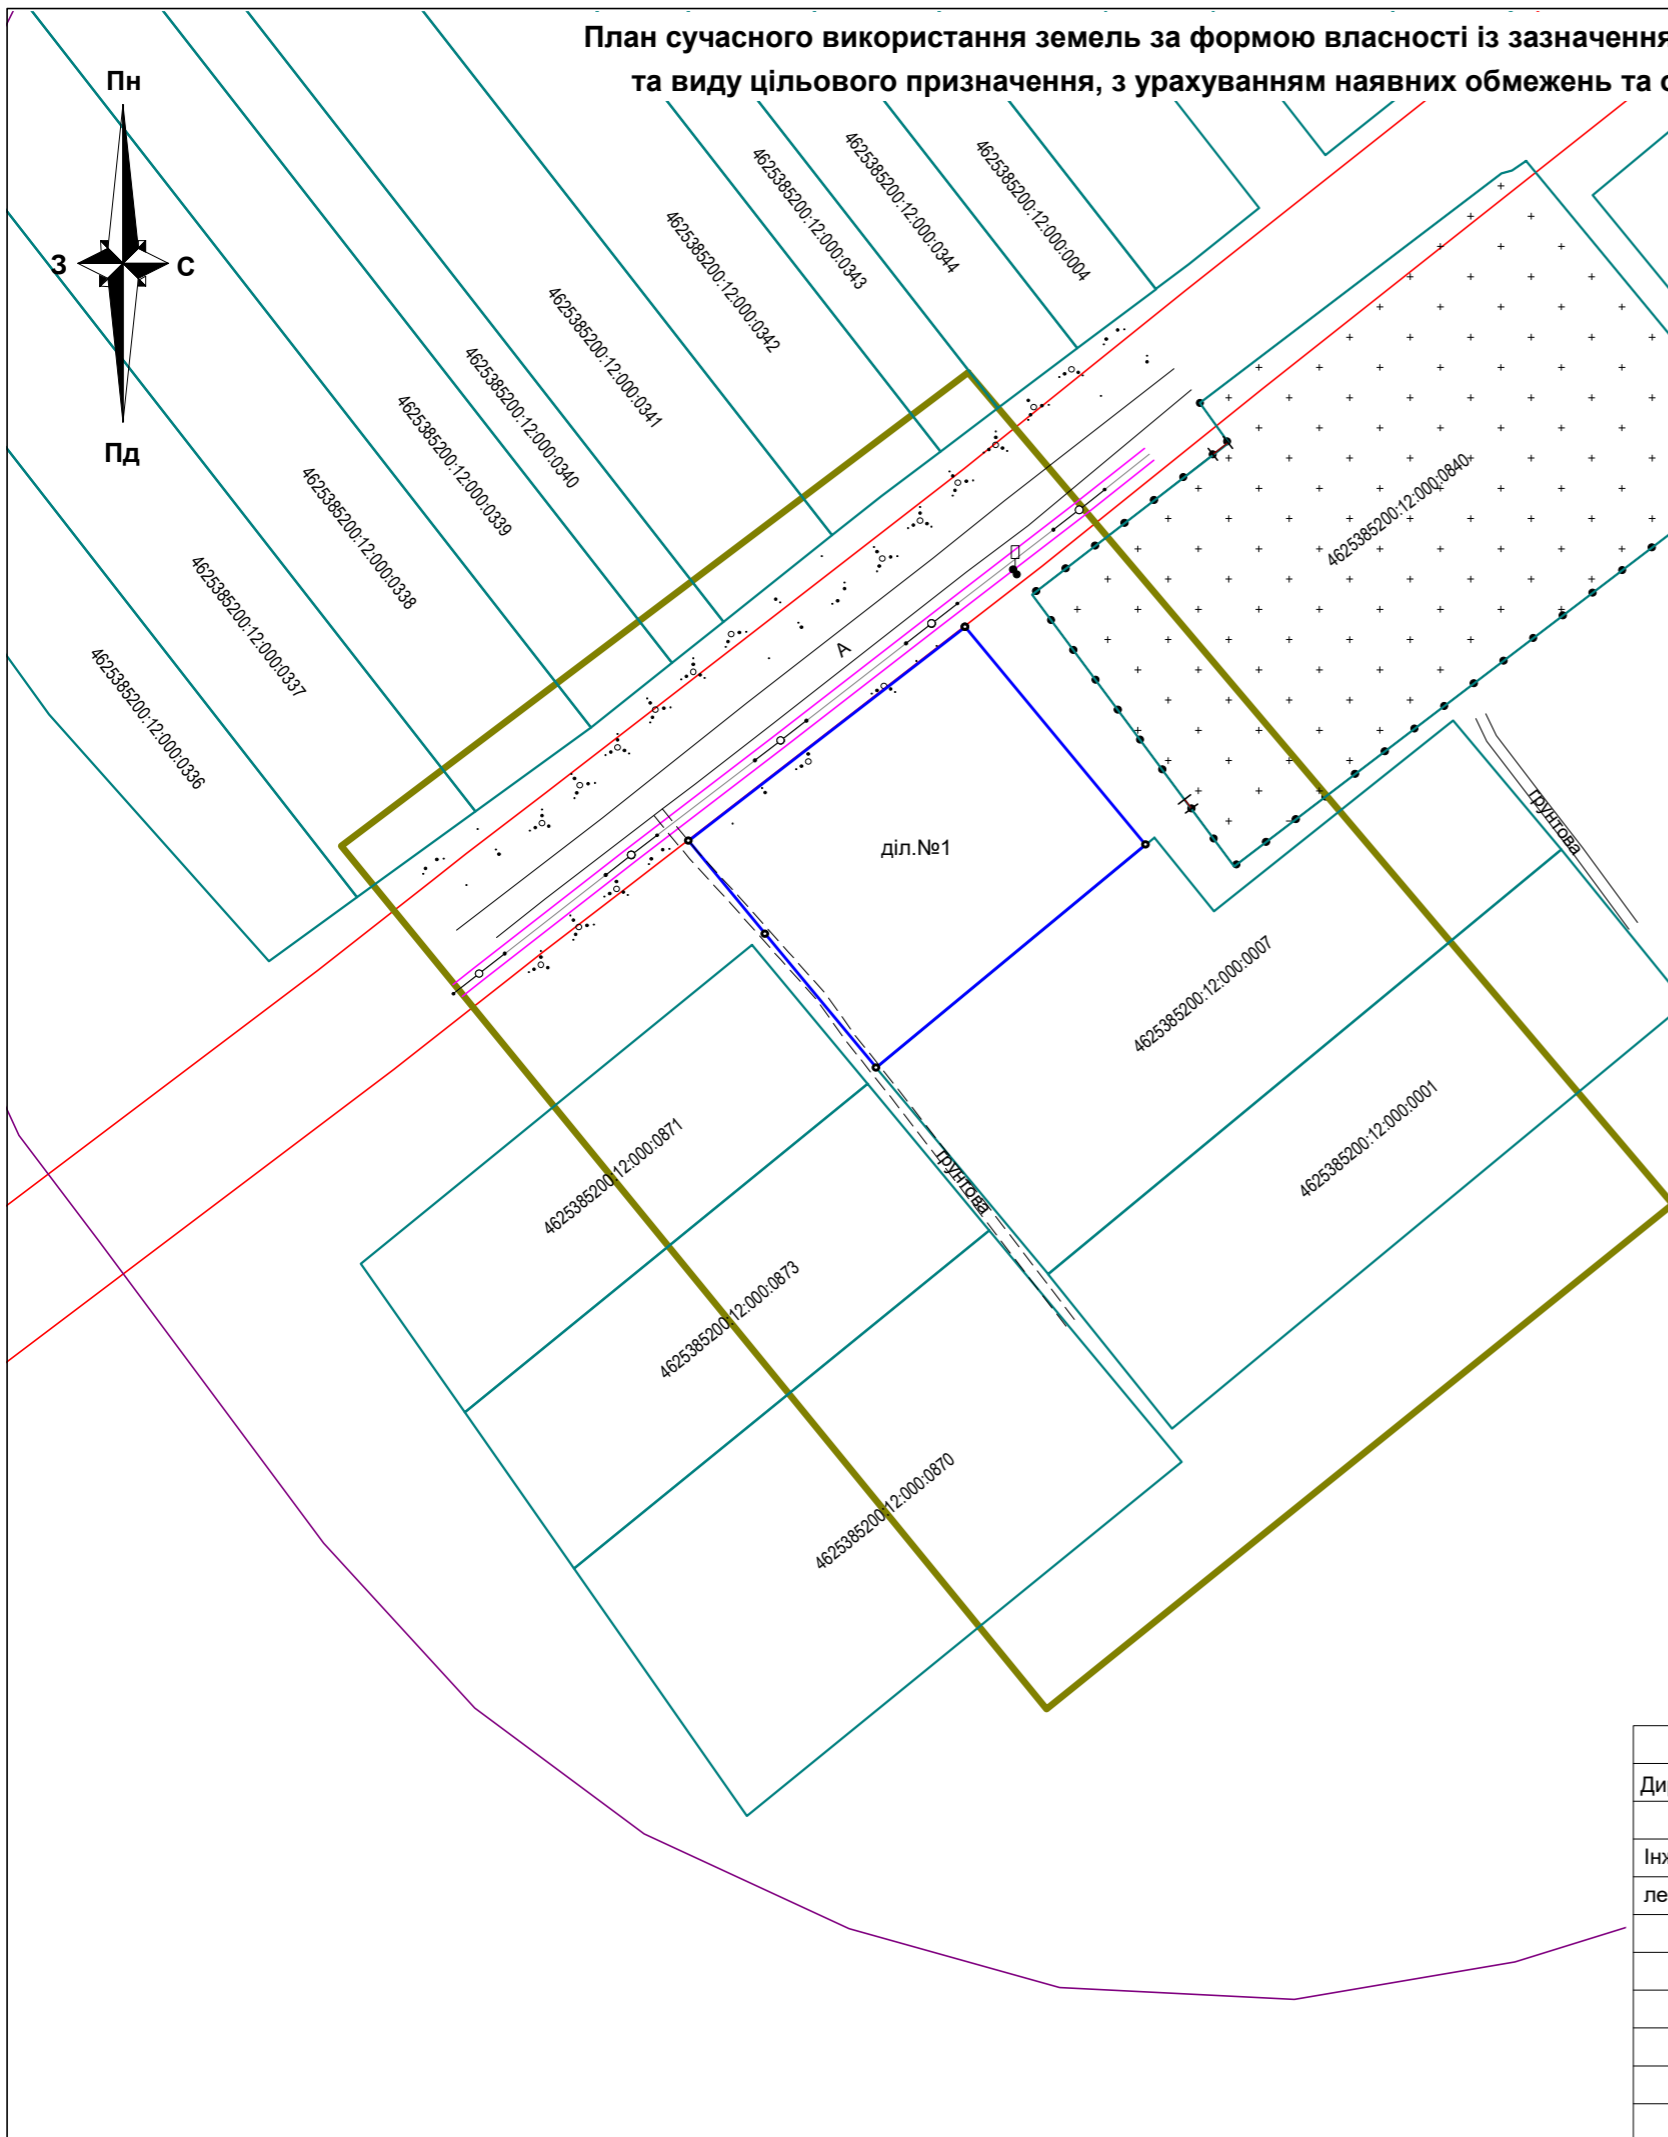 План сучасного використання земель за формою власності із зазначення
та виду цільового призначення, з урахуванням наявних обмежень та о
Пн
З
С
Пд
4625385200:12:000:0004
4625385200:12:000:0344
4625385200:12:000:0343
4625385200:12:000:0342
4625385200:12:000:0341
4625385200:12:000:0340
4625385200:12:000:0339
4625385200:12:000:0338
4625385200:12:000:0337
4625385200:12:000:0336
4625385200:12:000:0840
А
діл.№1
ґрунтова
4625385200:12:000:0007
4625385200:12:000:0001
4625385200:12:000:0871
ґрунтова
4625385200:12:000:0873
4625385200:12:000:0870
Ди
Інж
ле